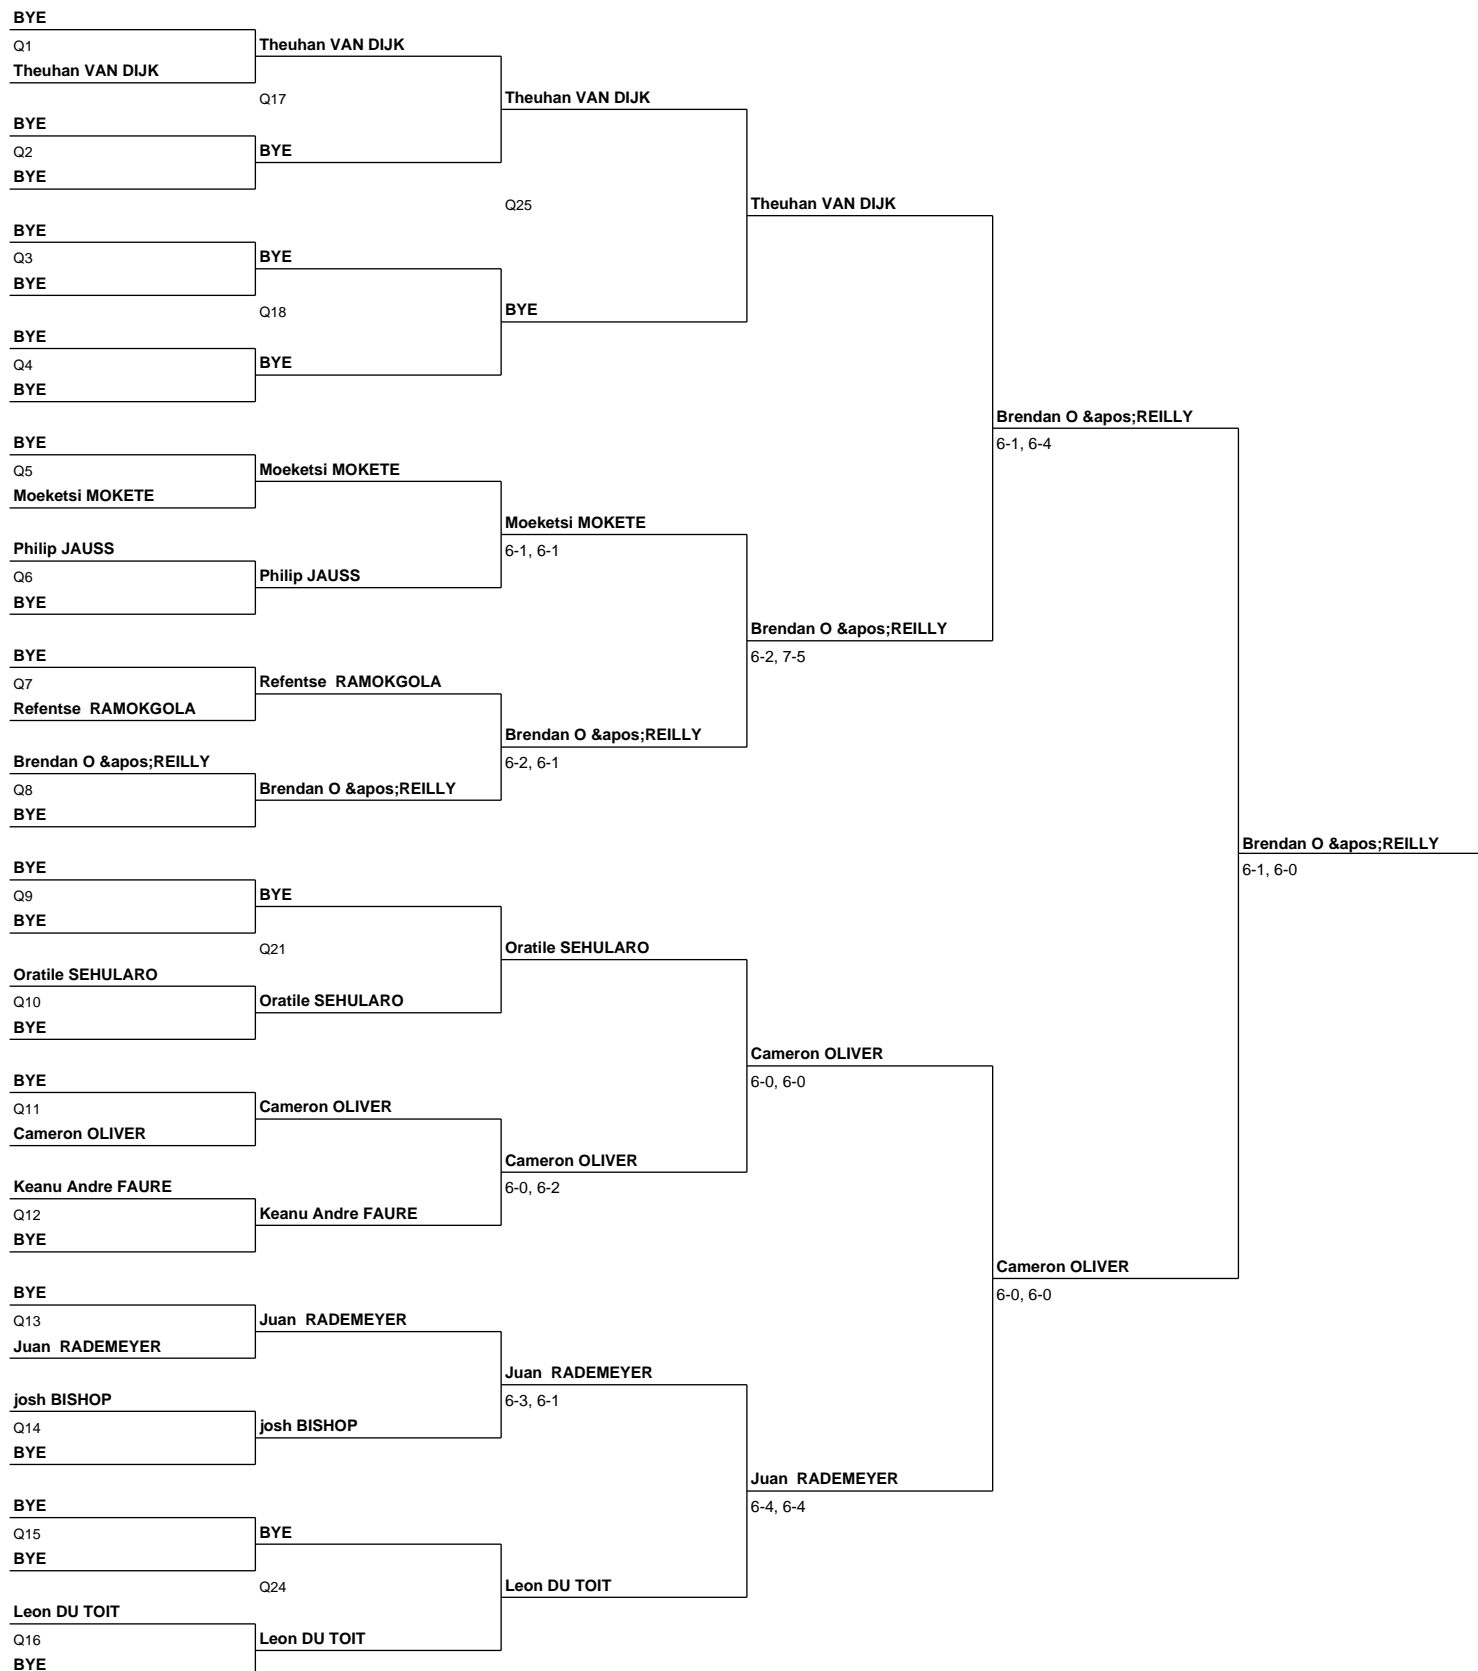 BYE
Q1
Theuhan VAN DIJK
Theuhan VAN DIJK
Q17
Theuhan VAN DIJK
BYE
Q2
BYE
BYE
Q25
Theuhan VAN DIJK
BYE
Q3
BYE
BYE
Q18
BYE
BYE
Q4
BYE
BYE
Brendan O &apos;REILLY
6-1, 6-4
BYE
Q5
Moeketsi MOKETE
Moeketsi MOKETE
Moeketsi MOKETE
6-1, 6-1
Philip JAUSS
Q6
BYE
Philip JAUSS
Brendan O &apos;REILLY
6-2, 7-5
BYE
Q7
Refentse  RAMOKGOLA
Refentse  RAMOKGOLA
Brendan O &apos;REILLY
6-2, 6-1
Brendan O &apos;REILLY
Q8
BYE
Brendan O &apos;REILLY
Brendan O &apos;REILLY
6-1, 6-0
BYE
Q9
BYE
BYE
Q21
Oratile SEHULARO
Oratile SEHULARO
Q10
BYE
Oratile SEHULARO
Cameron OLIVER
6-0, 6-0
BYE
Q11
Cameron OLIVER
Cameron OLIVER
Cameron OLIVER
6-0, 6-2
Keanu Andre FAURE
Q12
BYE
Keanu Andre FAURE
Cameron OLIVER
6-0, 6-0
BYE
Q13
Juan  RADEMEYER
Juan  RADEMEYER
Juan  RADEMEYER
6-3, 6-1
josh BISHOP
Q14
BYE
josh BISHOP
Juan  RADEMEYER
6-4, 6-4
BYE
Q15
BYE
BYE
Q24
Leon DU TOIT
Leon DU TOIT
Q16
BYE
Leon DU TOIT